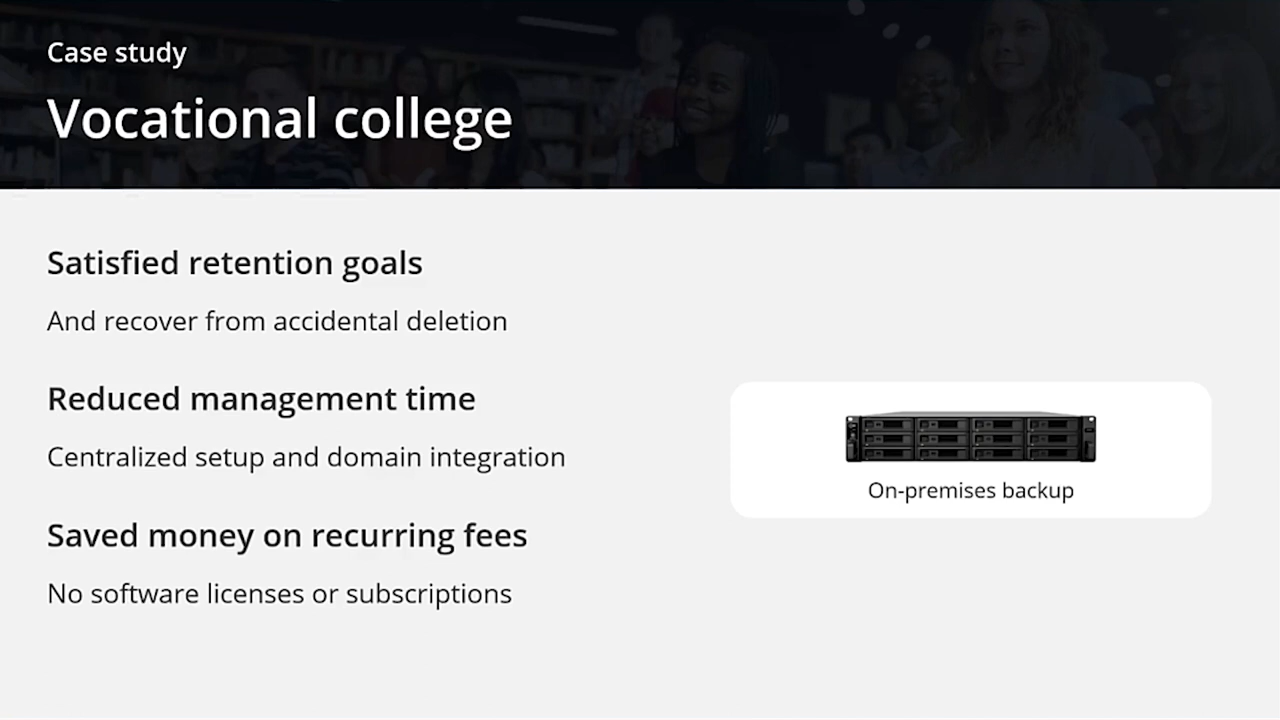 Case study
Vocational college
Satisfied retention goals
And recover from accidental deletion
Reduced management time
Centralized setup and domain integration
Saved money on recurring fees
No software licenses or subscriptions
On-premises backup